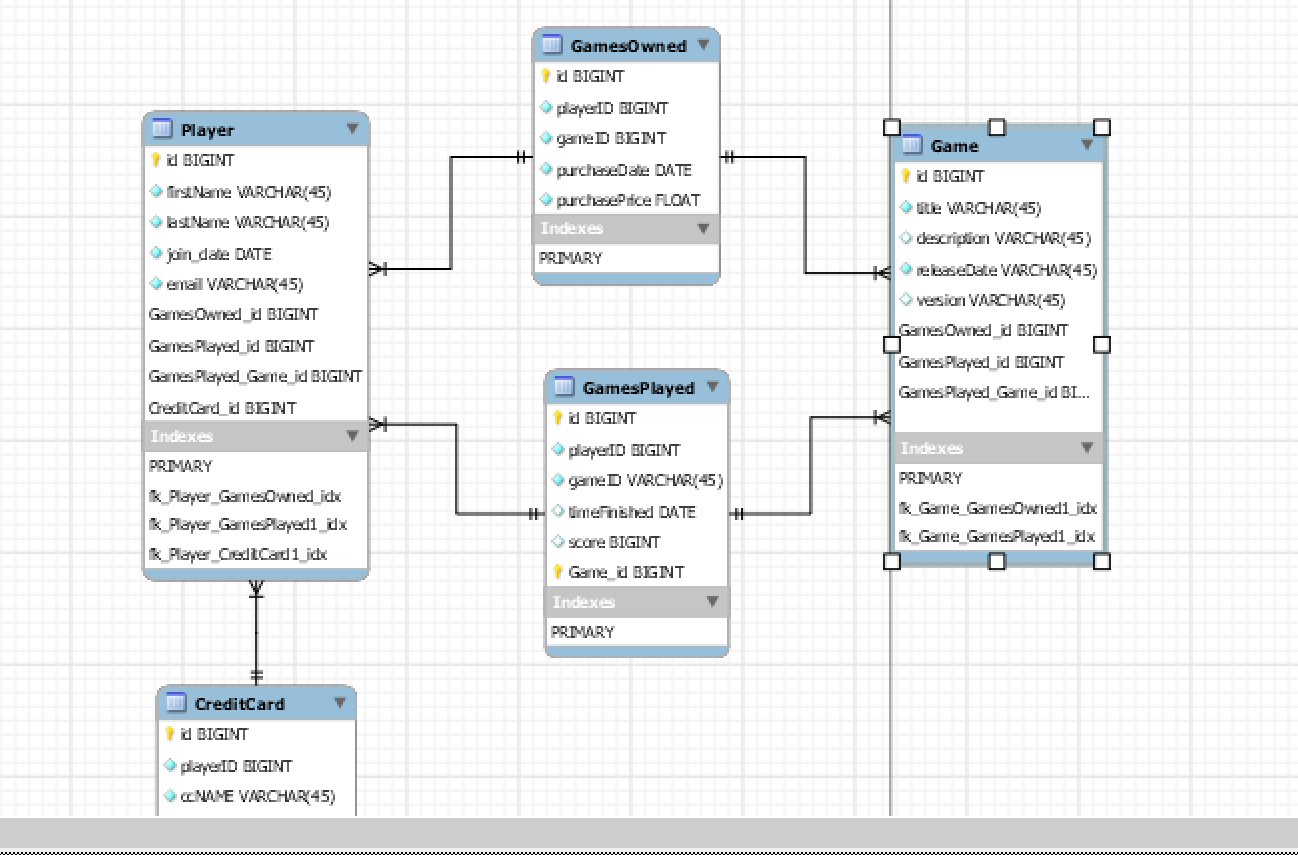 GamesOwned
id BIGINT
playerID BIGINT
gameID BIGINT
purchaseDate DATE
purchasePrice FLOAT
Indexes
PRIMARY
Player
id BIGINT
firstName VARCHAR(45)
lastName VARCHAR(45)
join_date DATE
email VARCHAR(45)
GamesOwned_id BIGINT
GamesPlayed_id BIGINT
GamesPlayed_Game_id BIGINT
CreditCard_id BIGINT
Indexes
PRIMARY
fk_Player_GamesOwned_idx
fk_Player_GamesPlayed1_idx
fk_Player_CreditCard1_idx
Game
id BIGINT
title VARCHAR(45)
description VARCHAR(45)
releaseDate VARCHAR(45)
version VARCHAR(45)
GamesOwned_id BIGINT
GamesPlayed_id BIGINT
GamesPlayed_Game_id BI...
Indexes
PRIMARY
fk_Game_GamesOwned1_idx
fk_Game_GamesPlayed1_idx
GamesPlayed
id BIGINT
playerID BIGINT
gameID VARCHAR(45)
timeFinished DATE
score BIGINT
Game_id BIGINT
Indexes
PRIMARY
CreditCard
id BIGINT
playerID BIGINT
ccNAME VARCHAR(45)